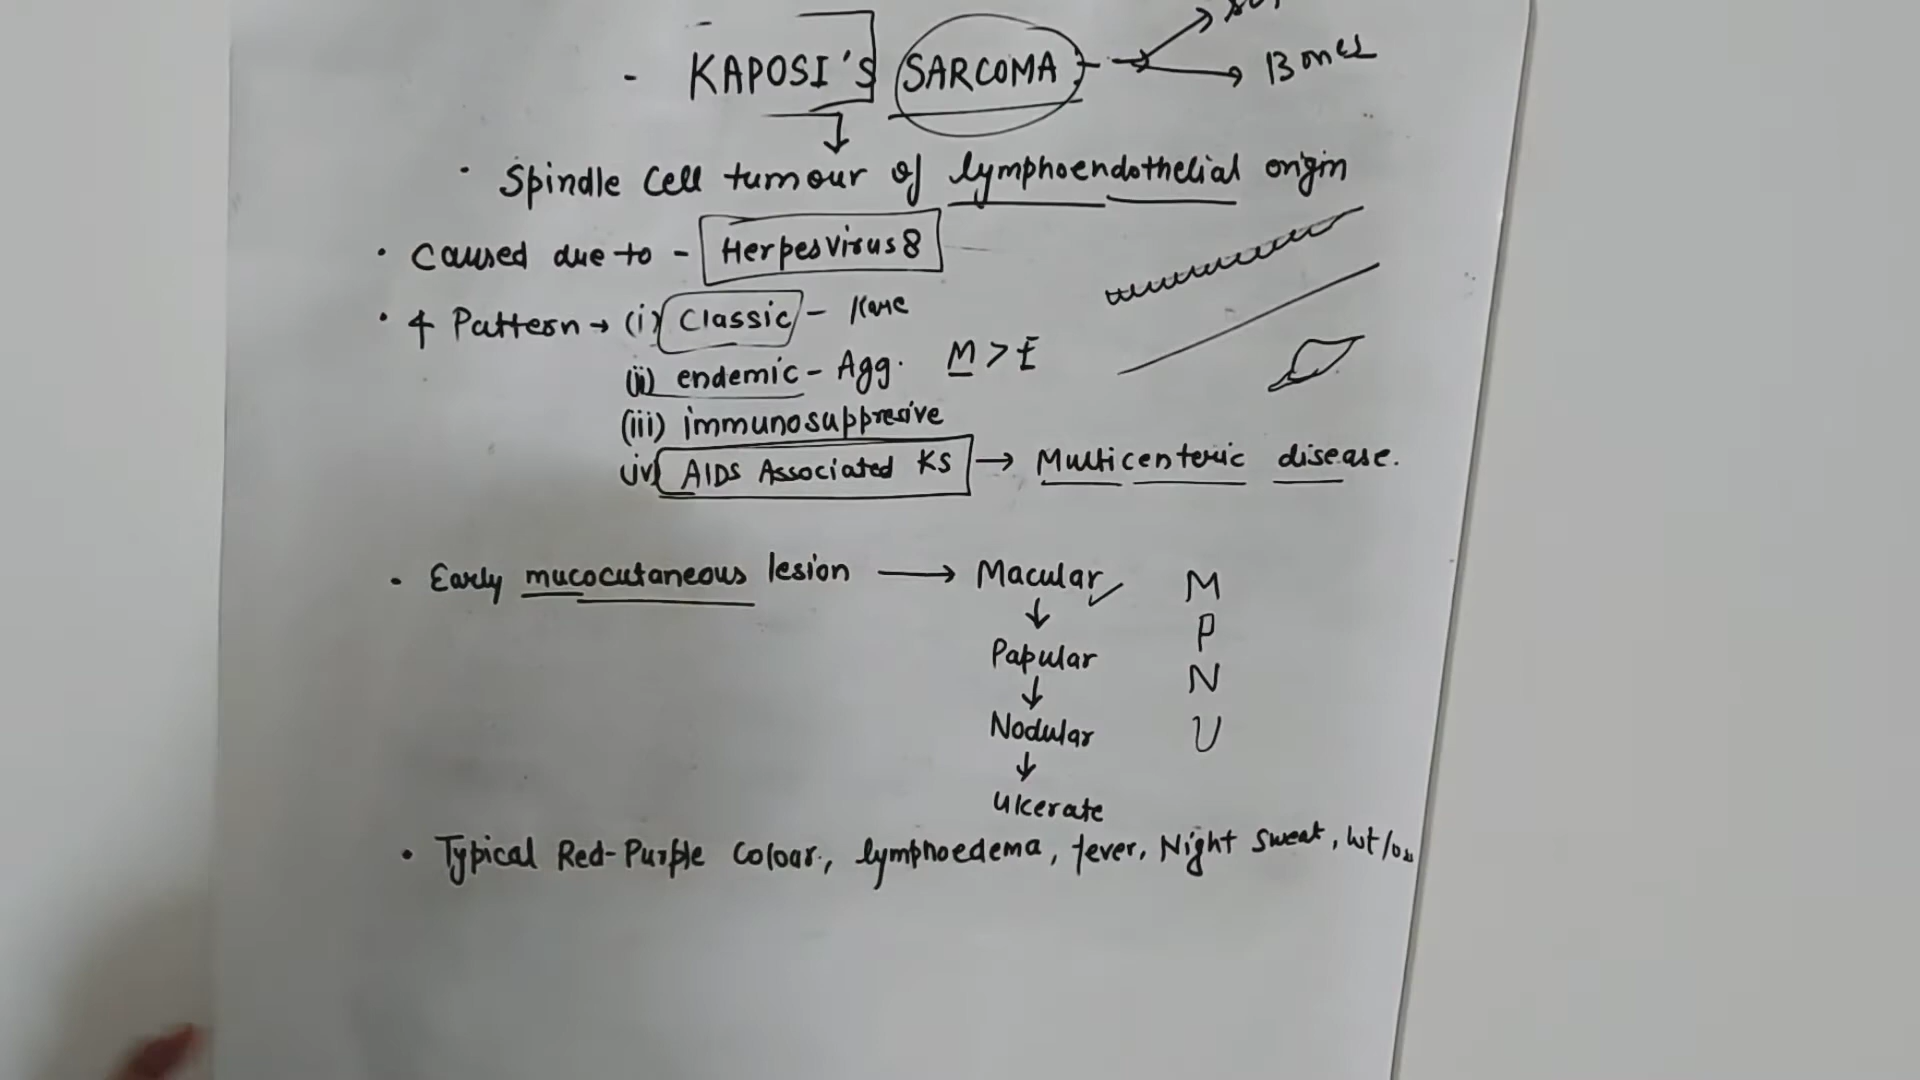 - KAPOSI'S SARCOMA → Bones
· Spindle cell tumour of lymphoendothelial origin
· Caused due to - Herpesvirus 8
· 4 Pattern → (i) Classic - Rare
(ii) endemic - Agg. M > F
(iii) immunosuppresive
(iv) AIDS Associated KS → Multicenteric disease.
· Early mucocutaneous lesion → Macular ✓ M
↓
Papular P
↓
Nodular N
↓
Ulcerate U
· Typical Red-Purple Colour, lymphoedema, fever, Night Sweat, wt loss